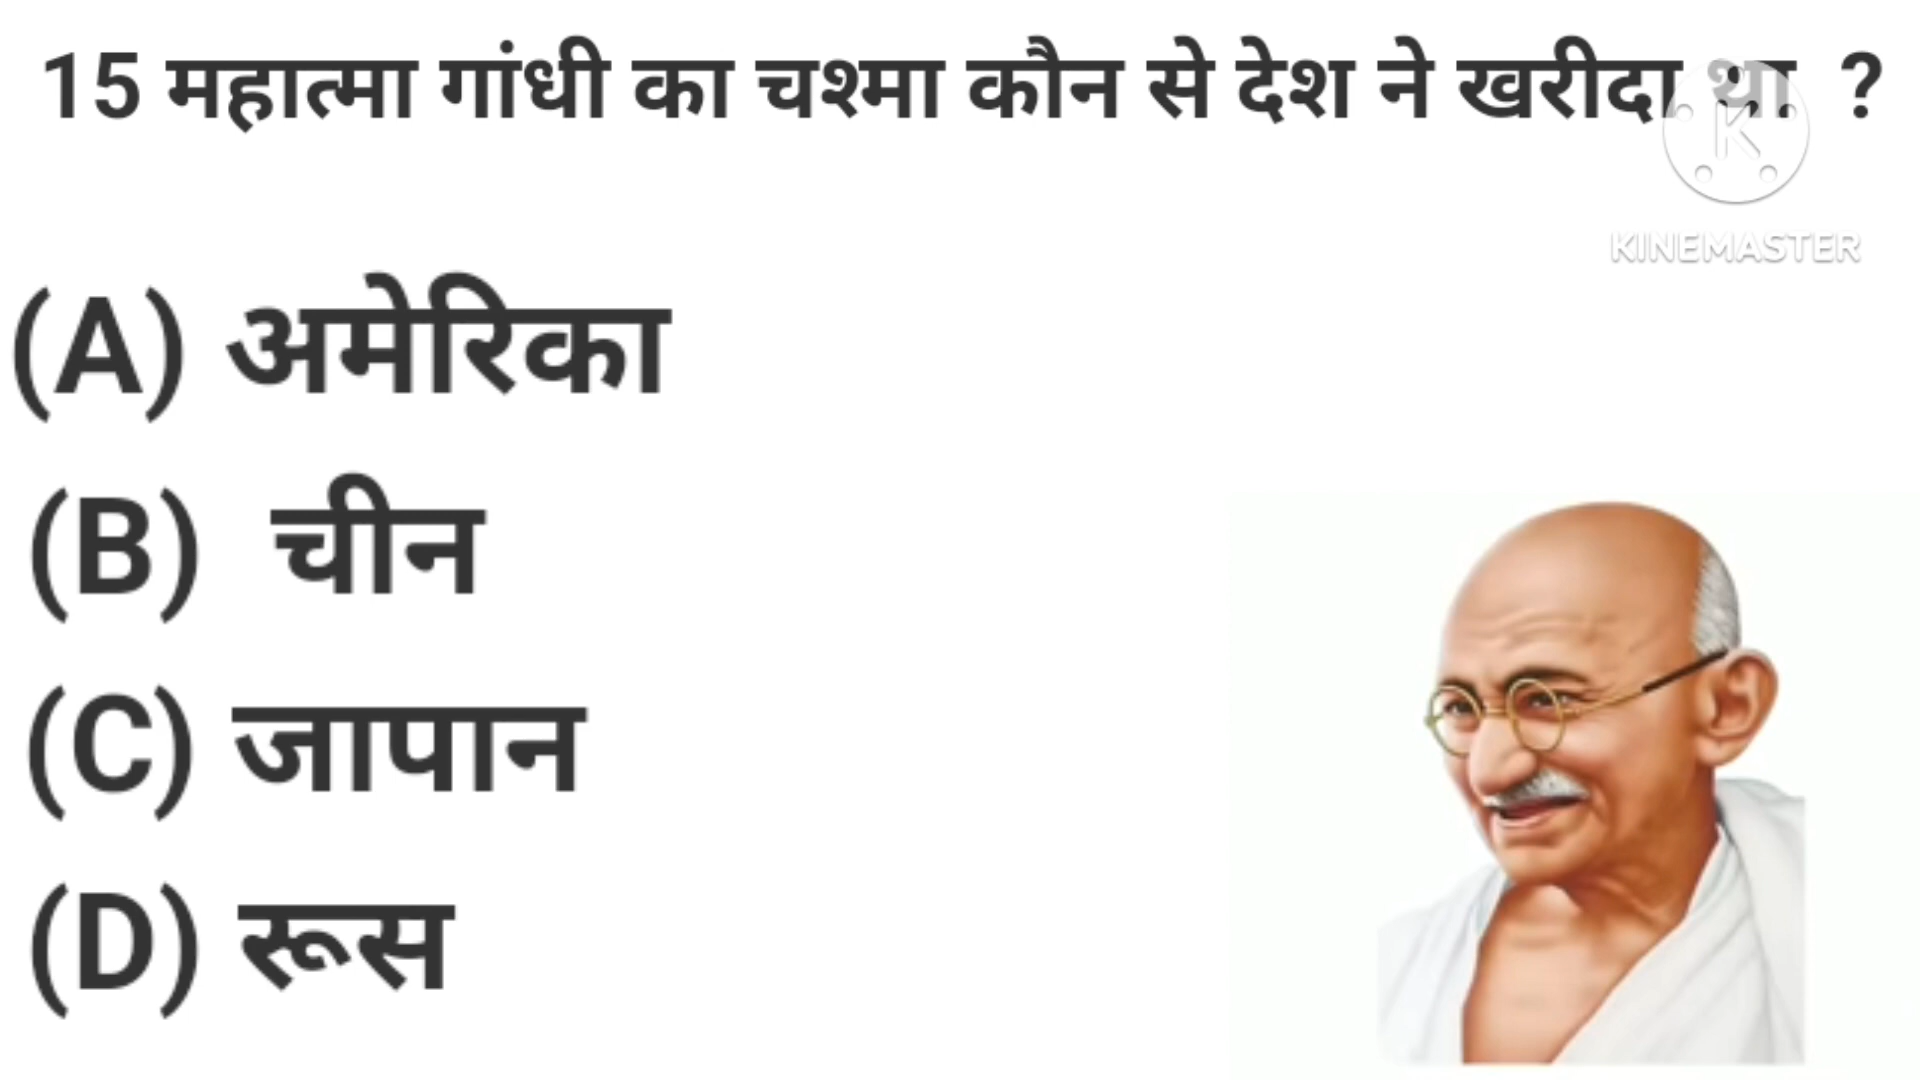 15 महात्मा गांधी का चश्मा कौन से देश ने खरीदा था ?
KINEMASTER
(A) अमेरिका
(B) चीन
(C) जापान
(D) रूस